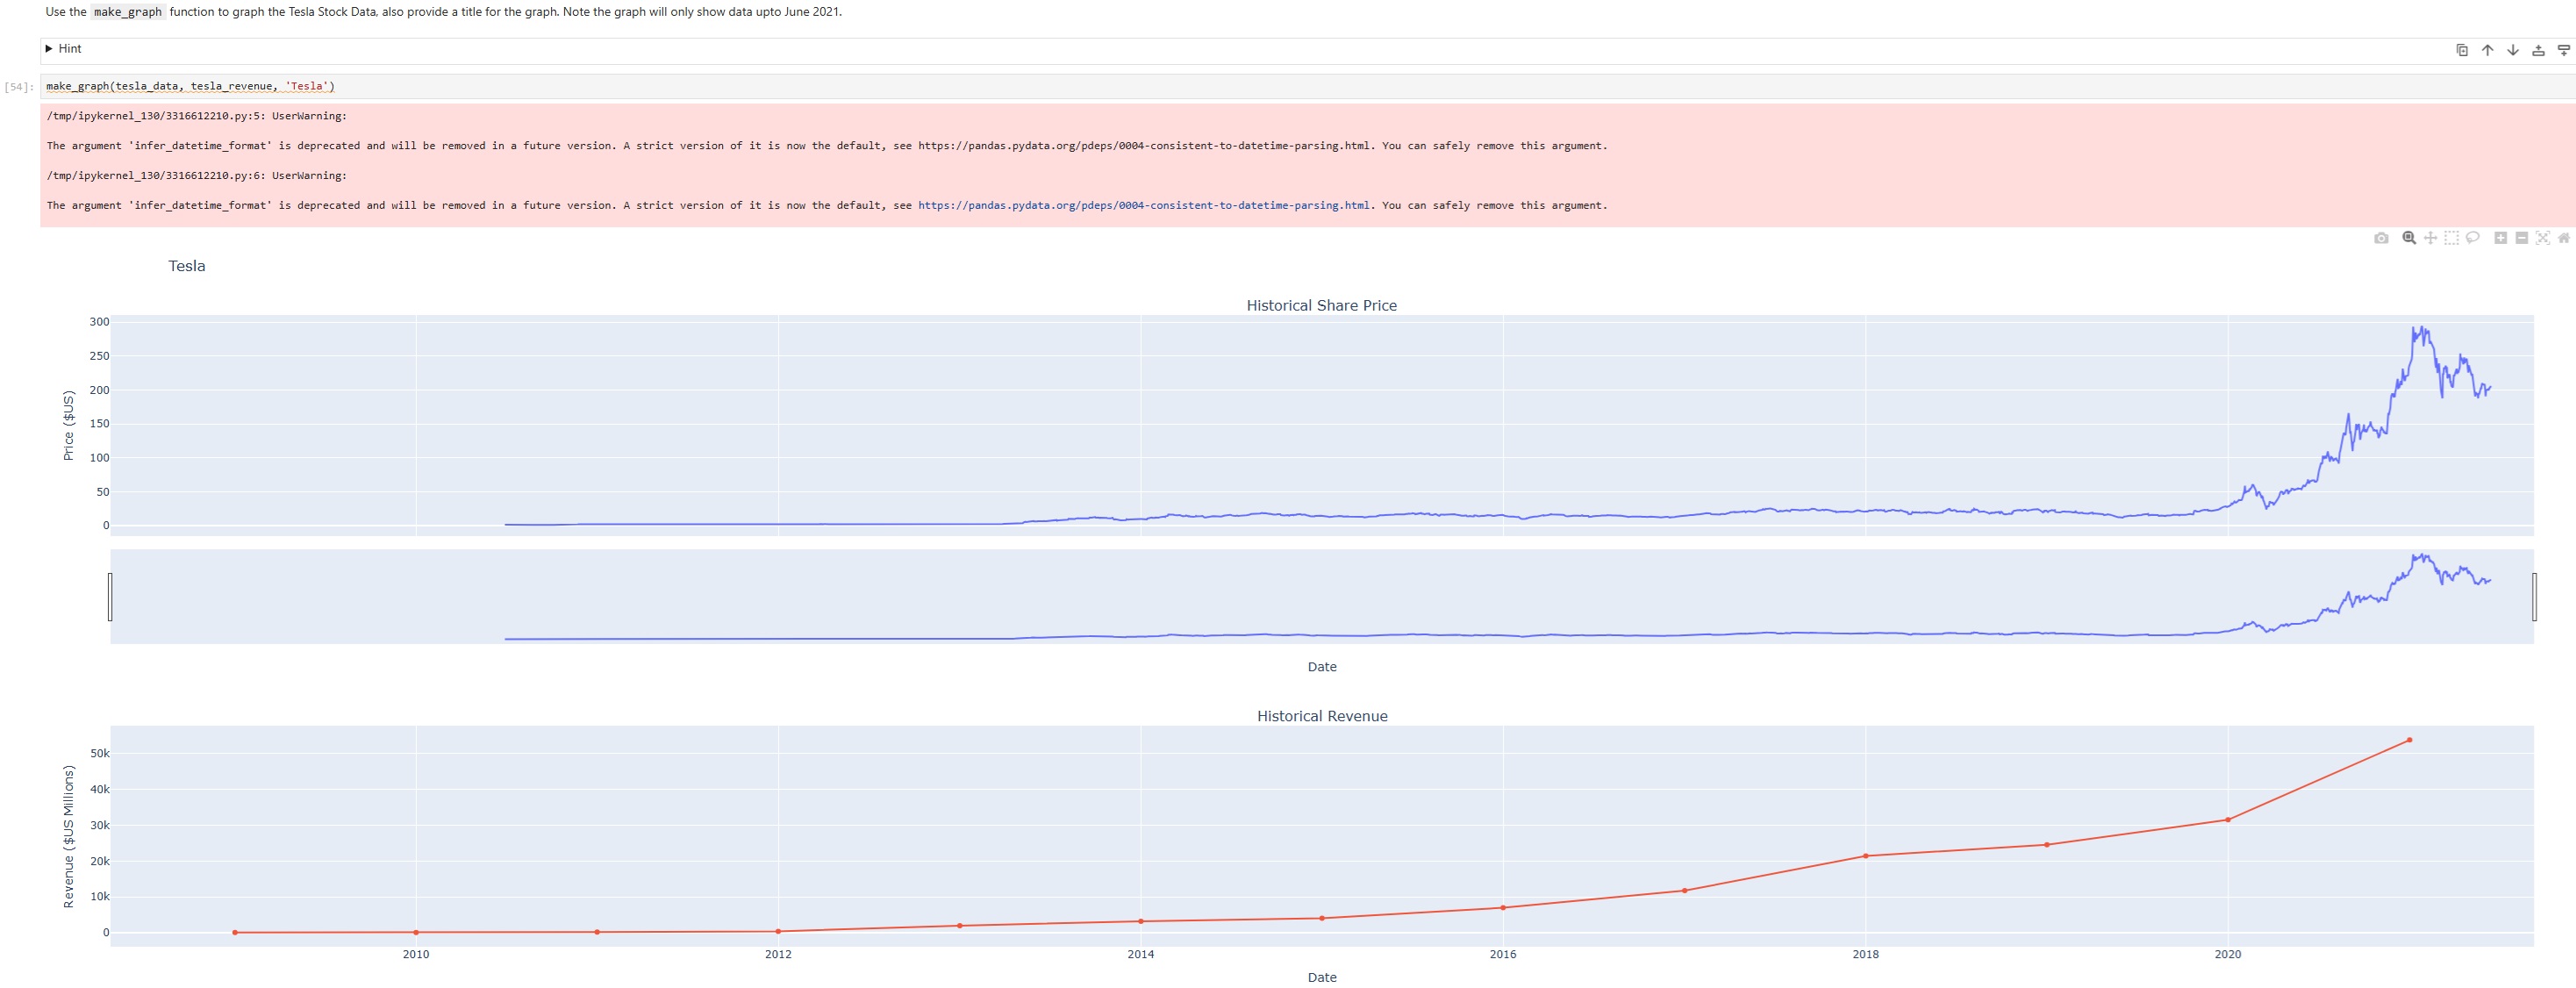 Use the make_graph function to graph the Tesla Stock Data, also provide a title for the graph. Note the graph will only show data upto June 2021.
Hint
[54]: make_graph(tesla_data, tesla_revenue, 'Tesla')
/tmp/ipykernel_130/3316612210.py:5: UserWarning:
The argument 'infer_datetime_format' is deprecated and will be removed in a future version. A strict version of it is now the default, see https://pandas.pydata.org/pdeps/0004-consistent-to-datetime-parsing.html. You can safely remove this argument.
/tmp/ipykernel_130/3316612210.py:6: UserWarning:
The argument 'infer_datetime_format' is deprecated and will be removed in a future version. A strict version of it is now the default, see https://pandas.pydata.org/pdeps/0004-consistent-to-datetime-parsing.html. You can safely remove this argument.
Tesla
Historical Share Price
300
250
200
150
100
50
0
Price ($US)
Date
Historical Revenue
50k
40k
30k
20k
10k
0
Revenue ($US Millions)
2010 2012 2014 2016 2018 2020
Date